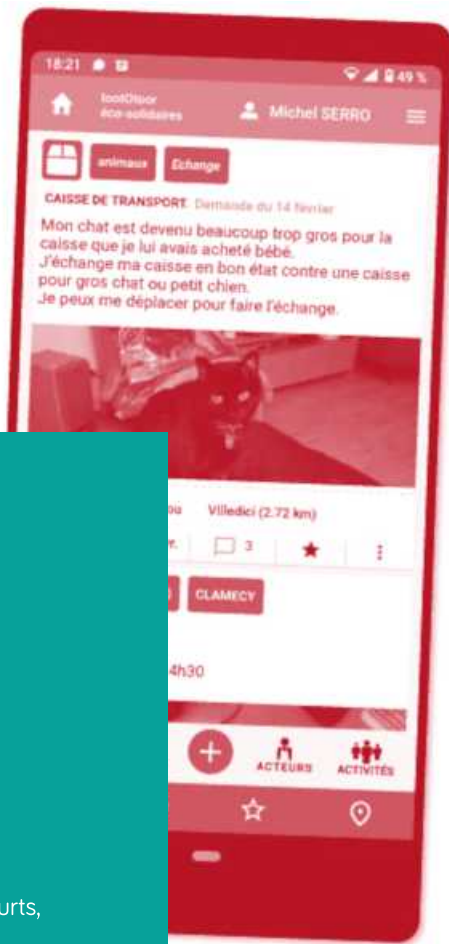 18:21 49 %
tootOtoor
éco-solidaires
Michel SERRO
animaux Echange
CAISSE DE TRANSPORT Demande du 14 février
Mon chat est devenu beaucoup trop gros pour la
caisse que je lui avais acheté bébé.
J'échange ma caisse en bon état contre une caisse
pour gros chat ou petit chien.
Je peux me déplacer pour faire l'échange.
ou Villedici (2.72 km)
r. 3
CLAMECY
4h30
ACTEURS ACTIVITÉS
urts,